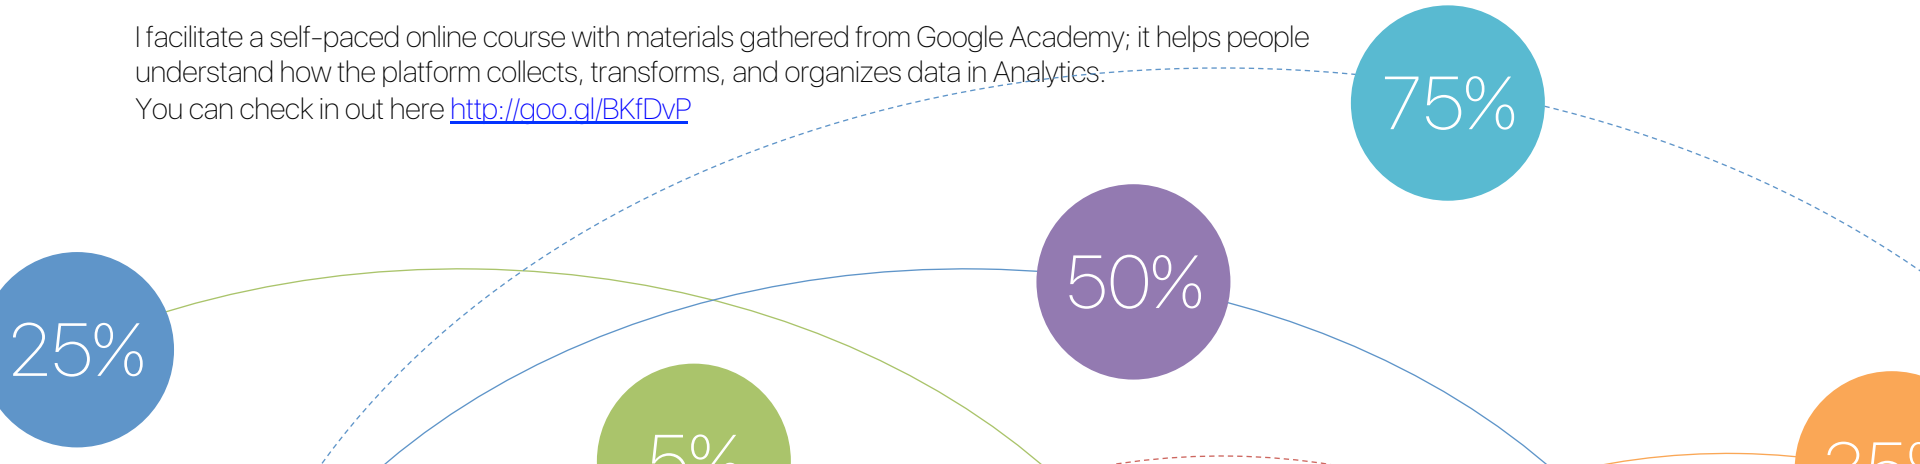 I facilitate a self-paced online course with materials gathered from Google Academy; it helps people
understand how the platform collects, transforms, and organizes data in Analytics.
You can check in out here http://goo.gl/BKfDvP
75%
50%
25%
5%